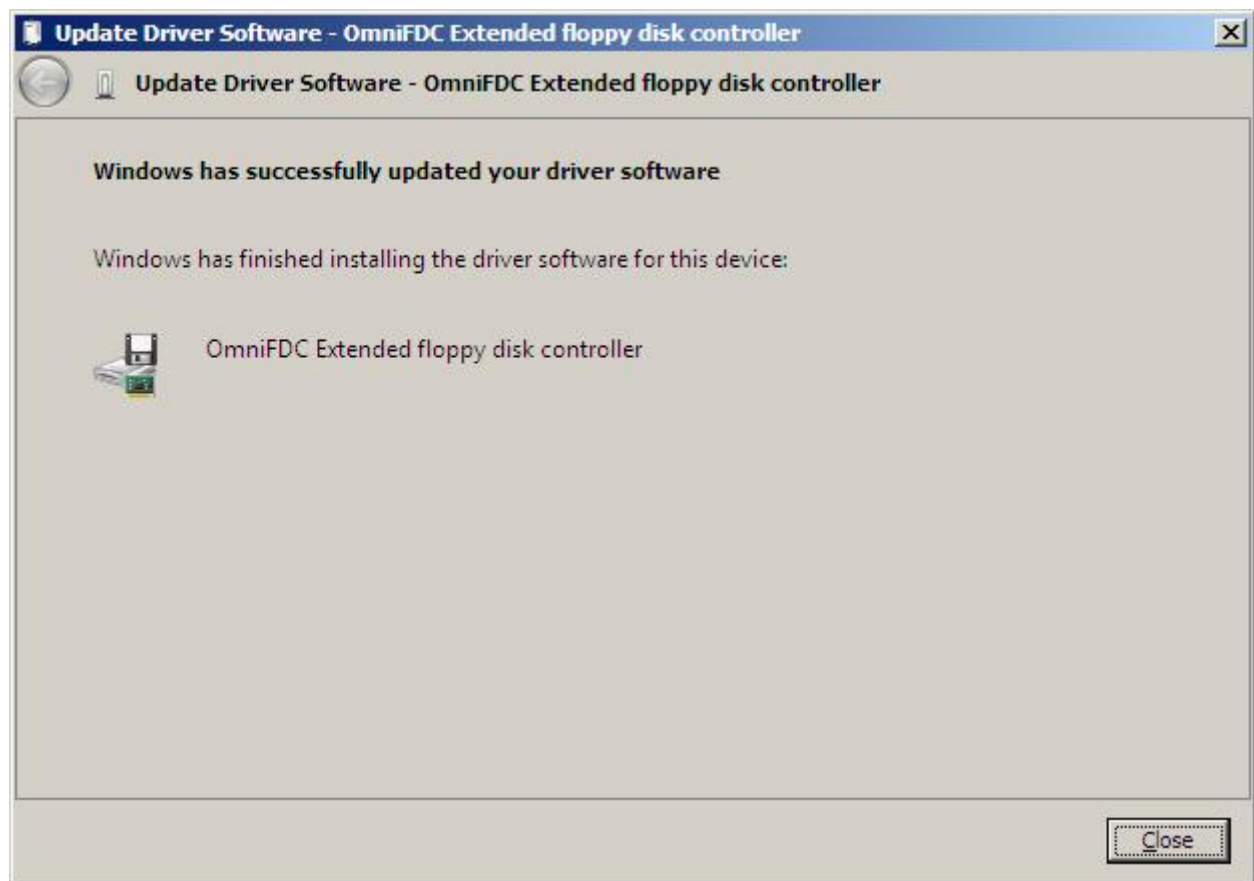 Update Driver Software - OmniFDC Extended floppy disk controller
Update Driver Software - OmniFDC Extended floppy disk controller
Windows has successfully updated your driver software
Windows has finished installing the driver software for this device:
OmniFDC Extended floppy disk controller
Close